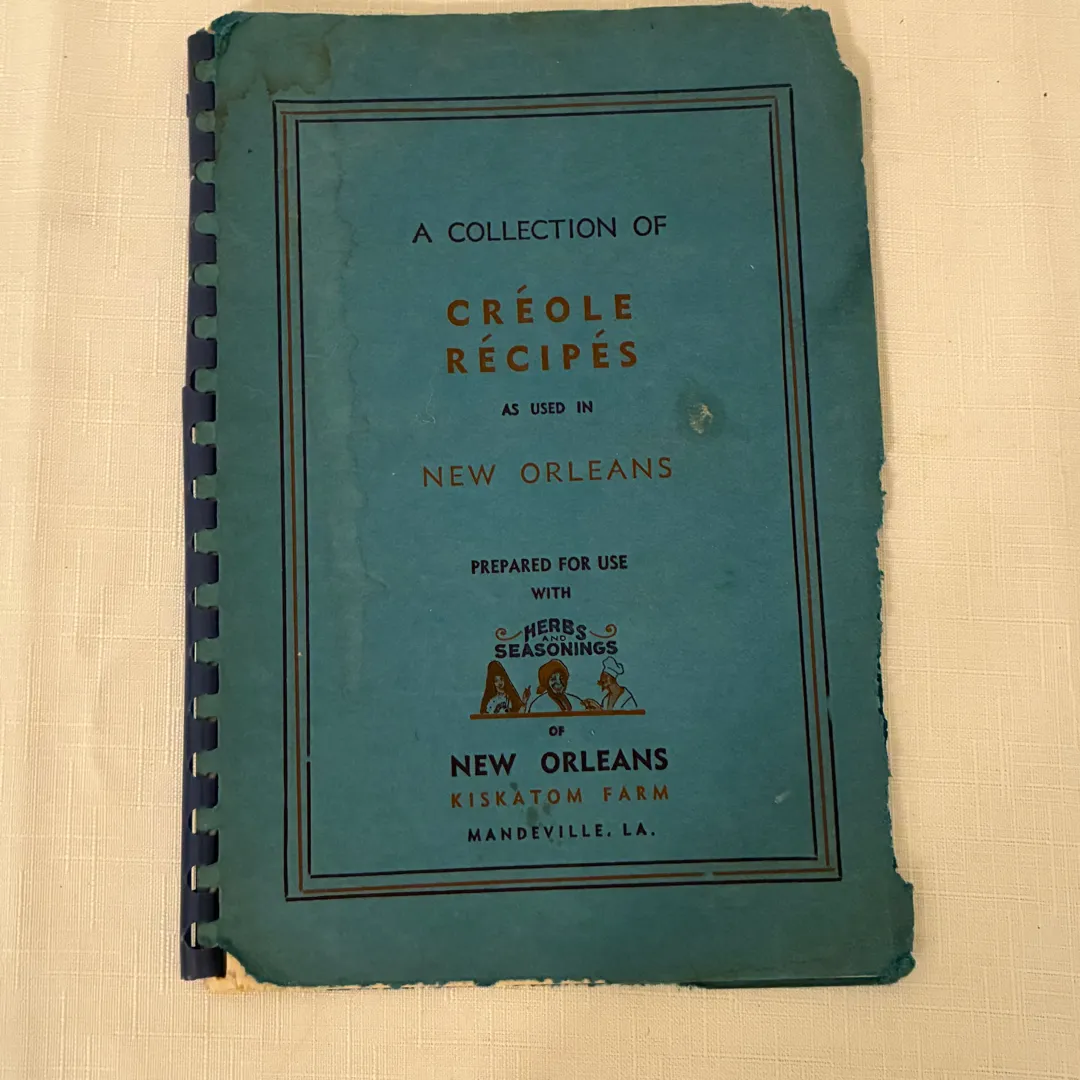 A COLLECTION OF
CRÉOLE
RÉCIPÉS
AS USED IN
NEW ORLEANS
PREPARED FOR USE
WITH
HERBS
AND
SEASONINGS
OF
NEW ORLEANS
KISKATOM FARM
MANDEVILLE, LA.